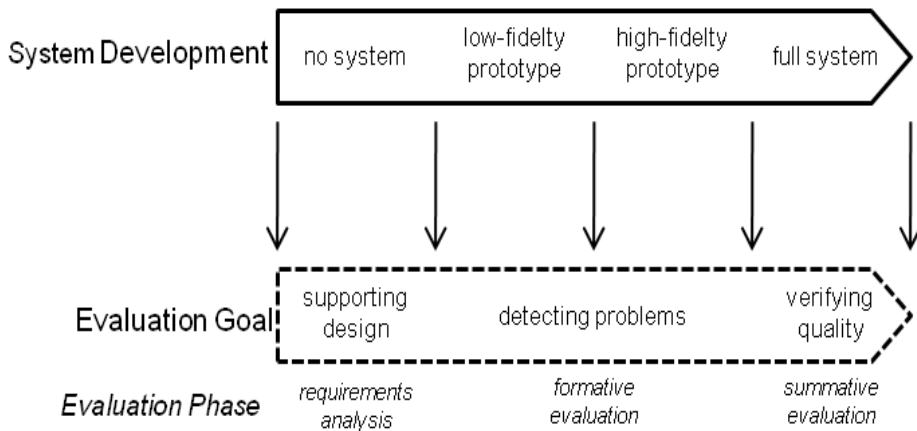 System Development
no system
low-fidelty
prototype
high-fidelty
prototype
full system
Evaluation Goal
supporting
design
detecting problems
verifying
quality
Evaluation Phase
requirements
analysis
formative
evaluation
summative
evaluation